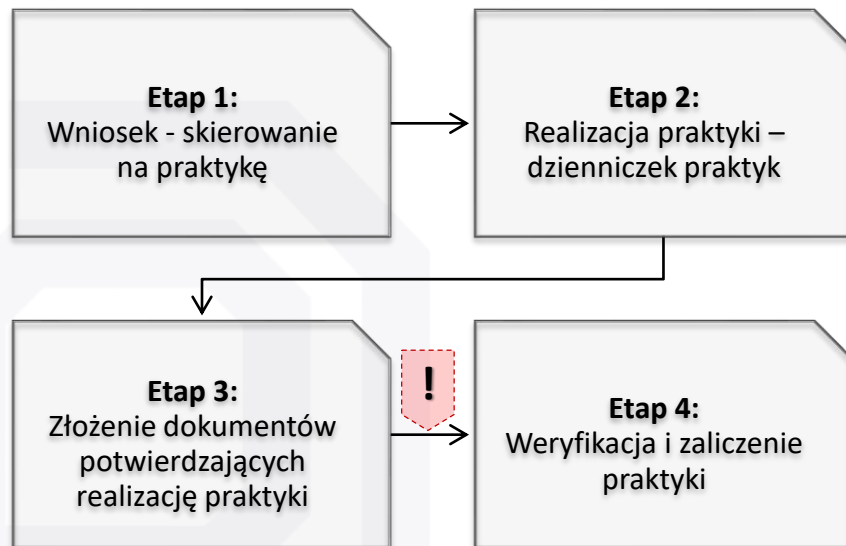 Etap 1:
Wniosek - skierowanie
na praktykę
Etap 2:
Realizacja praktyki –
dzienniczek praktyk
Etap 3:
Złożenie dokumentów
potwierdzających
realizację praktyki
!
Etap 4:
Weryfikacja i zaliczenie
praktyki